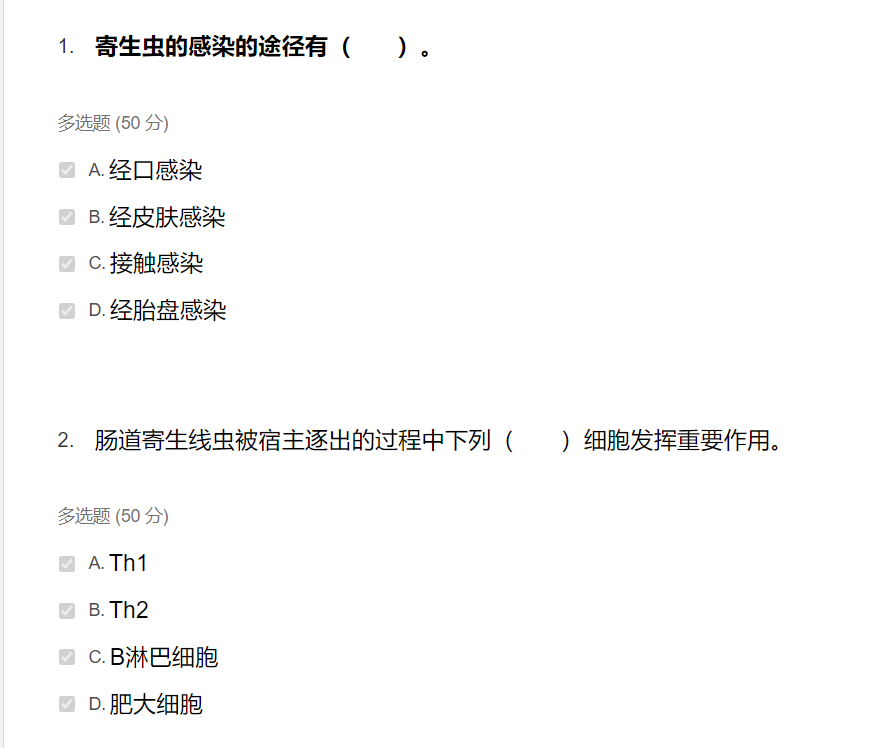 1. 寄生虫的感染的途径有（　　）。
多选题 (50 分)
A. 经口感染
B. 经皮肤感染
C. 接触感染
D. 经胎盘感染
2. 肠道寄生线虫被宿主逐出的过程中下列（　　）细胞发挥重要作用。
多选题 (50 分)
A. Th1
B. Th2
C. B淋巴细胞
D. 肥大细胞